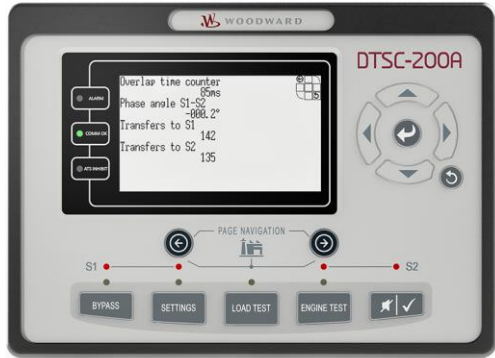 WOODWARD
DTSC-200A
Overlap time counter
85ms
Phase angle S1-S2
-000.2°
Transfers to S1
142
Transfers to S2
135
ALARM
COMM OK
ATS INHIBIT
PAGE NAVIGATION
S1
S2
BYPASS
SETTINGS
LOAD TEST
ENGINE TEST